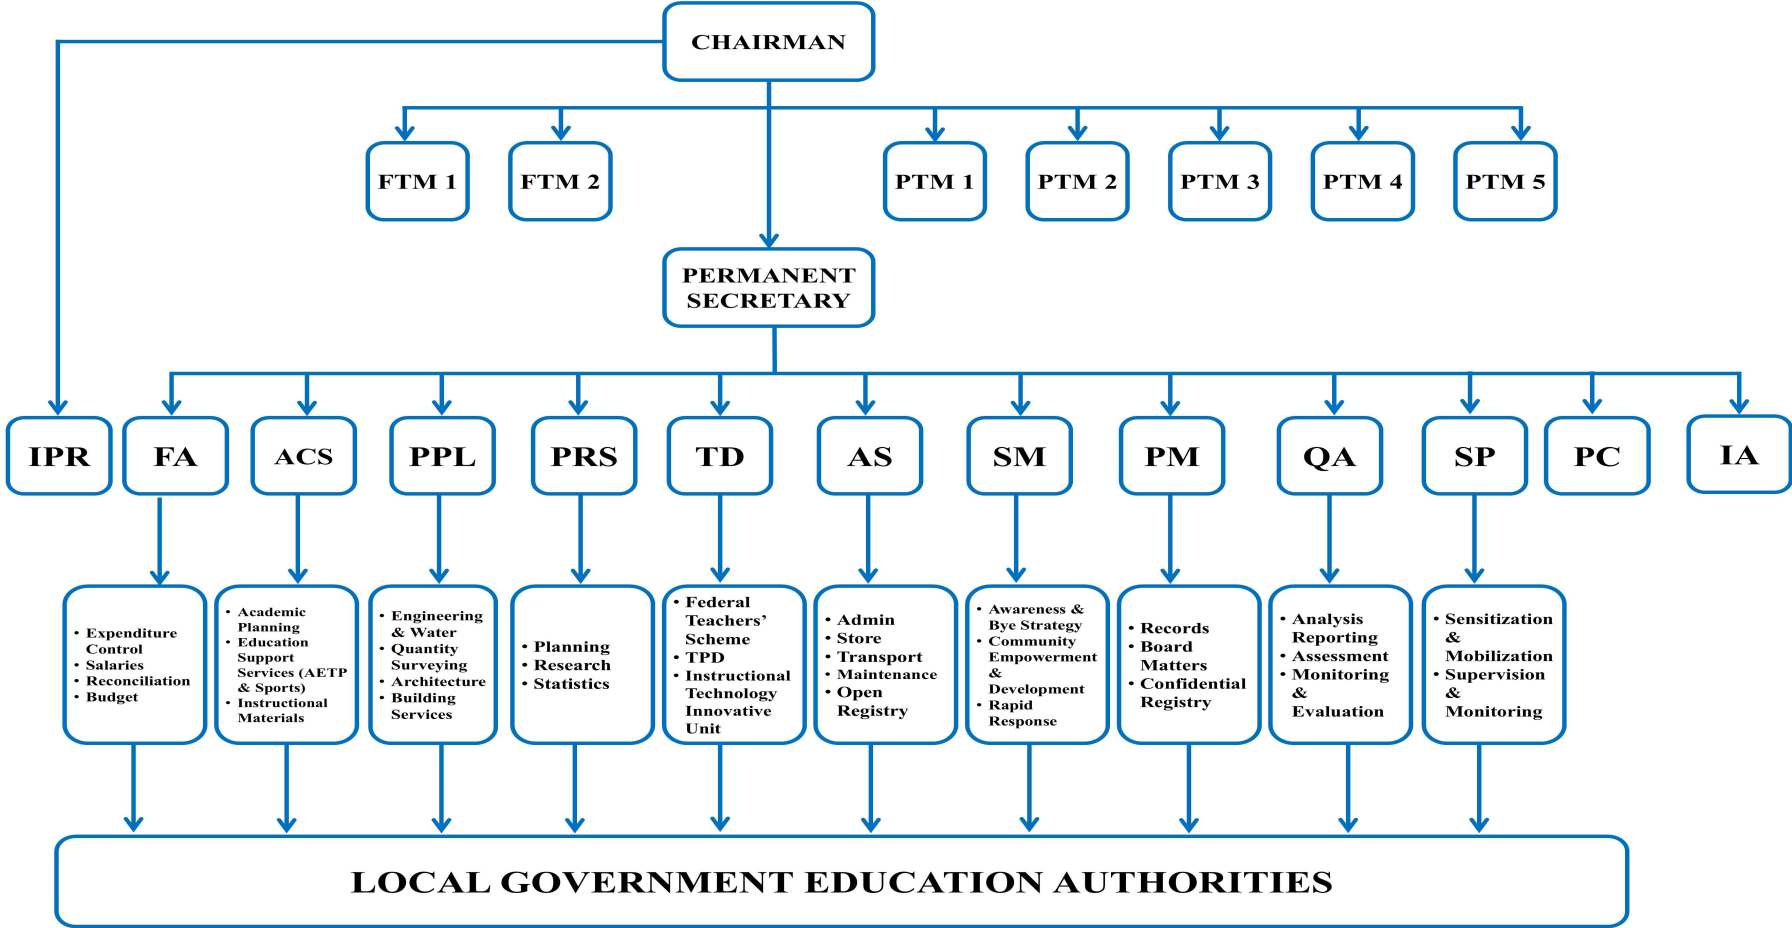 CHAIRMAN
FTM 1
FTM 2
PTM 1
PTM 2
PTM 3
PTM 4
PTM 5
PERMANENT
SECRETARY
IPR
FA
ACS
PPL
PRS
TD
AS
SM
PM
QA
SP
PC
IA
• Expenditure
Control
• Salaries
• Reconciliation
• Budget
• Academic
Planning
• Education
Support
Services (AETP
& Sports)
• Instructional
Materials
• Engineering
& Water
• Quantity
Surveying
• Architecture
• Building
Services
• Planning
• Research
• Statistics
• Federal
Teachers’
Scheme
• TPD
• Instructional
Technology
Innovative
Unit
• Admin
• Store
• Transport
• Maintenance
• Open
Registry
• Awareness &
Bye Strategy
• Community
Empowerment
&
Development
• Rapid
Response
• Records
• Board
Matters
• Confidential
Registry
• Analysis
Reporting
• Assessment
• Monitoring
&
Evaluation
• Sensitization
&
Mobilization
• Supervision
&
Monitoring
LOCAL GOVERNMENT EDUCATION AUTHORITIES